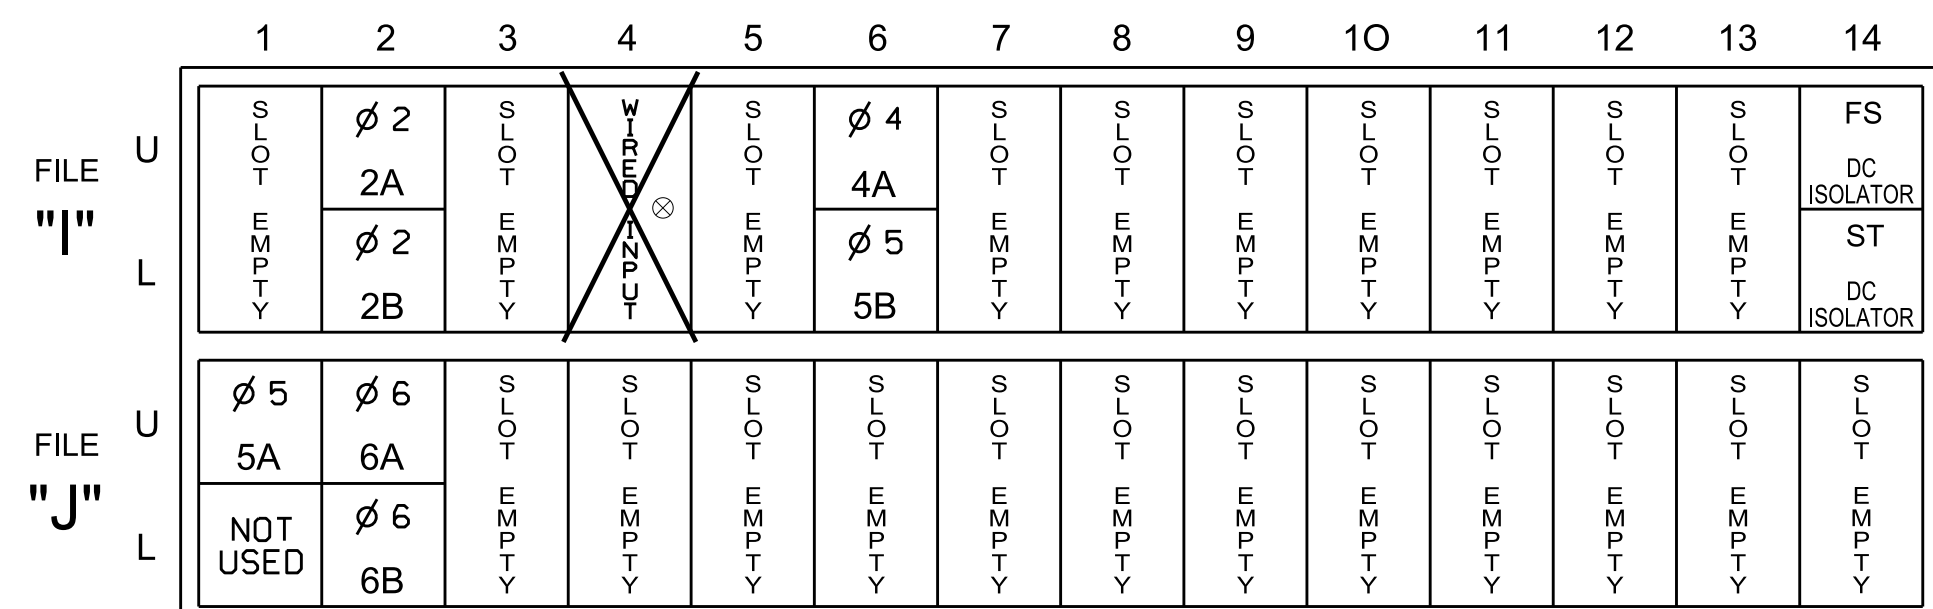 1 2 3 4 5 6 7 8 9 10 11 12 13 14
FILE "I"
U
L
SLOT EMPTY
Ø 2
2A
Ø 2
2B
SLOT EMPTY
WIRED INPUT
SLOT EMPTY
Ø 4
4A
Ø 5
5B
SLOT EMPTY
SLOT EMPTY
SLOT EMPTY
SLOT EMPTY
SLOT EMPTY
SLOT EMPTY
SLOT EMPTY
FS
DC
ISOLATOR
ST
DC
ISOLATOR
FILE "J"
U
L
Ø 5
5A
NOT
USED
Ø 6
6A
Ø 6
6B
SLOT EMPTY
SLOT EMPTY
SLOT EMPTY
SLOT EMPTY
SLOT EMPTY
SLOT EMPTY
SLOT EMPTY
SLOT EMPTY
SLOT EMPTY
SLOT EMPTY
SLOT EMPTY
SLOT EMPTY